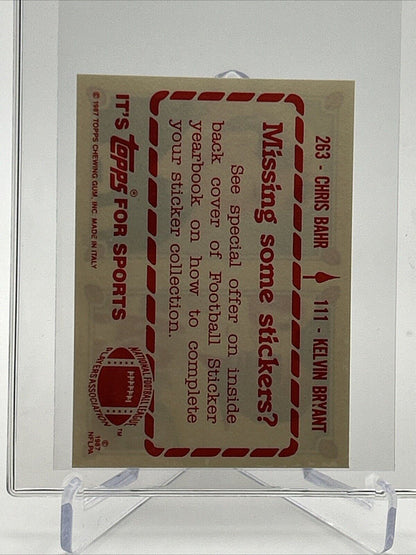 263 - CHRIS BAHR 111 - KELVIN BRYANT
Missing some stickers?
See special offer on inside
back cover of Football Sticker
yearbook on how to complete
your sticker collection.
IT'S Topps® FOR SPORTS
© 1987 TOPPS CHEWING GUM, INC. MADE IN ITALY
NATIONAL FOOTBALL LEAGUE
PLAYERS ASSOCIATION
™
© 1987
NFLPA